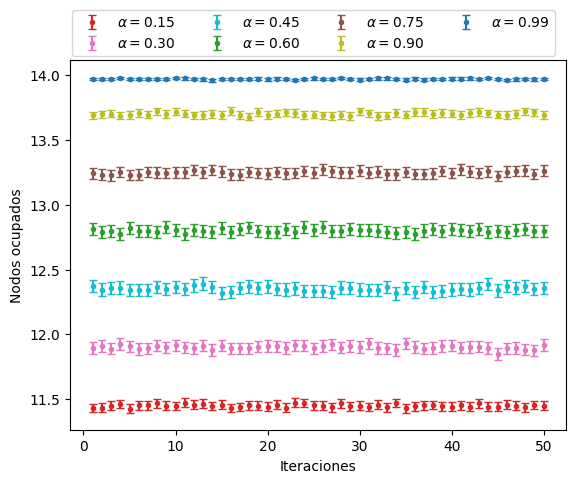 α = 0.15 α = 0.45 α = 0.75 α = 0.99
α = 0.30 α = 0.60 α = 0.90
14.0
13.5
13.0
12.5
12.0
11.5
Nodos ocupados
0 10 20 30 40 50
Iteraciones